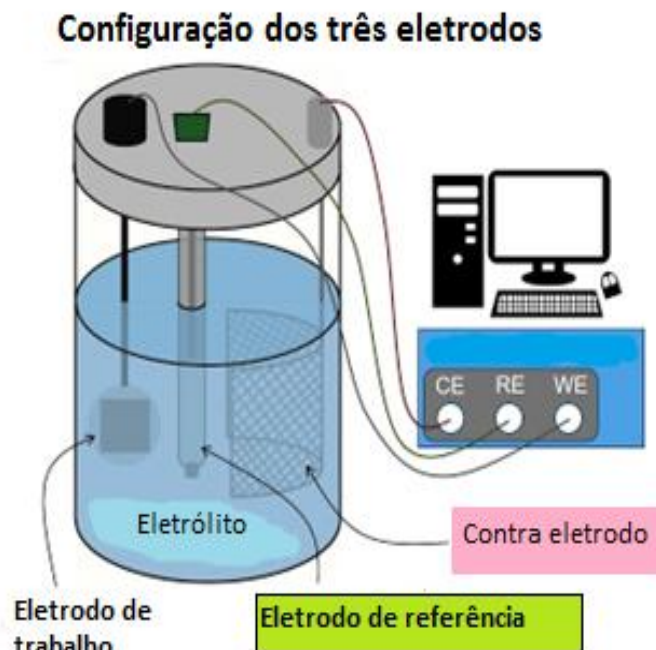 Configuração dos três eletrodos
CE RE WE
Eletrólito
Contra eletrodo
Eletrodo de
trabalho
Eletrodo de referência